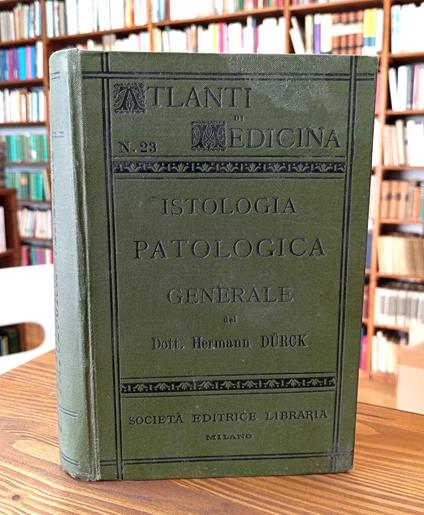 ATLANTI
DI
N. 23 MEDICINA
ISTOLOGIA
PATOLOGICA
GENERALE
del
Dott. Hermann DÜRCK
SOCIETÀ EDITRICE LIBRARIA
MILANO